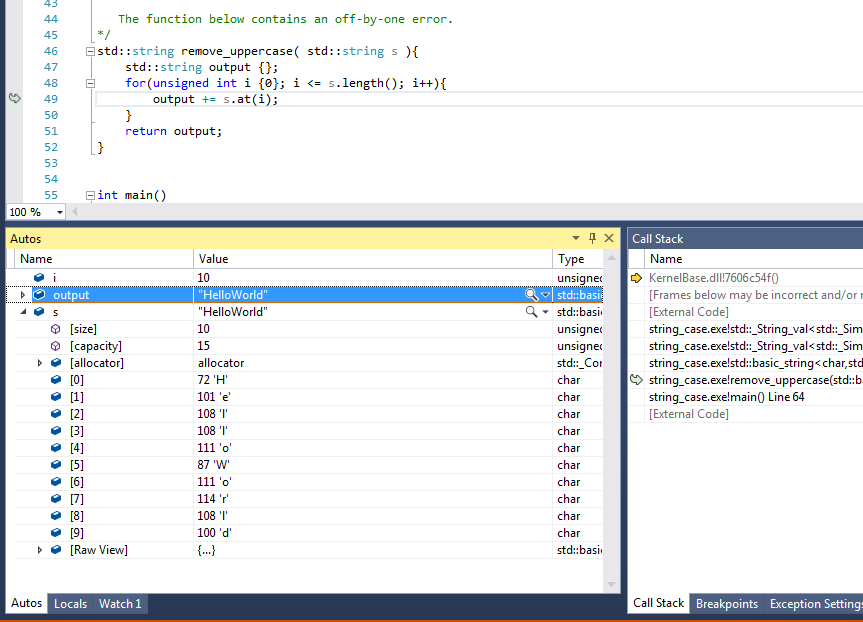 43
44 The function below contains an off-by-one error.
45 */
46 std::string remove_uppercase( std::string s ){
47 std::string output {};
48 for(unsigned int i {0}; i <= s.length(); i++){
49 output += s.at(i);
50 }
51 return output;
52 }
53
54
55 int main()
100 %
Autos
Name Value Type
i 10 unsigned
output "HelloWorld" std::basi
s "HelloWorld" std::basi
[size] 10 unsigned
[capacity] 15 unsigned
[allocator] allocator std::_Cor
[0] 72 'H' char
[1] 101 'e' char
[2] 108 'l' char
[3] 108 'l' char
[4] 111 'o' char
[5] 87 'W' char
[6] 111 'o' char
[7] 114 'r' char
[8] 108 'l' char
[9] 100 'd' char
[Raw View] {...} std::basi
Autos Locals Watch 1
Call Stack
Name
KernelBase.dll!7606c54f()
[Frames below may be incorrect and/or
[External Code]
string_case.exe!std::_String_val<std::_Sim
string_case.exe!std::_String_val<std::_Sim
string_case.exe!std::basic_string<char,std
string_case.exe!remove_uppercase(std::b
string_case.exe!main() Line 64
[External Code]
Call Stack Breakpoints Exception Settings